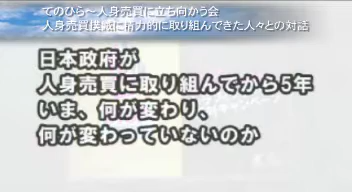 てのひら～人身売買に立ち向かう会
人身売買撲滅に精力的に取り組んできた人々との対話
日本政府が
人身売買に取り組んでから5年
いま、何が変わり、
何が変わっていないのか